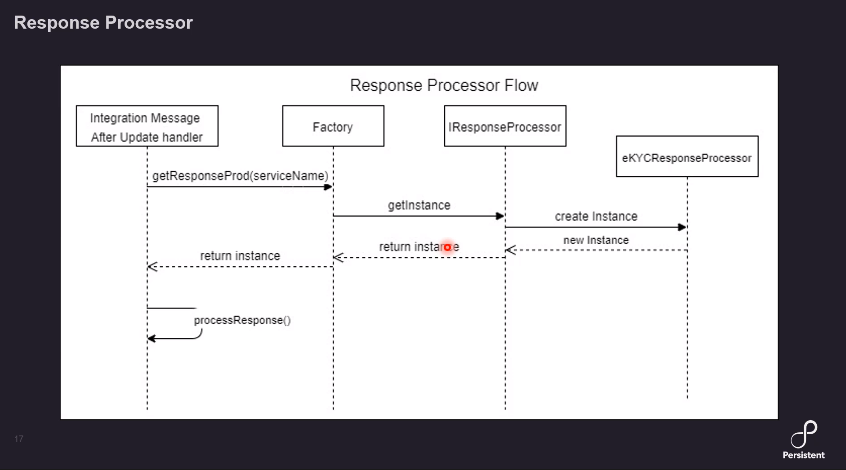 Response Processor
Response Processor Flow
Integration Message
After Update handler
Factory
IResponseProcessor
eKYCResponseProcessor
getResponseProd(serviceName)
getInstance
create Instance
new Instance
return instance
return instance
processResponse()
17
Persistent